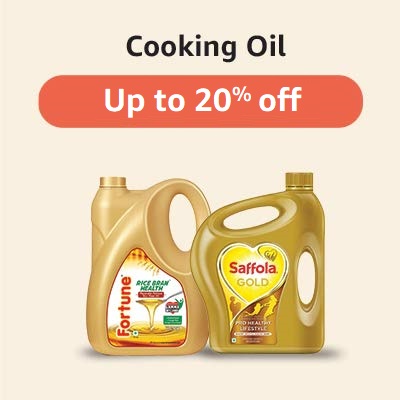 Cooking Oil
Up to 20% off
Fortune
RICE BRAN
HEALTH
Saffola
GOLD
PRO HEALTHY
LIFESTYLE